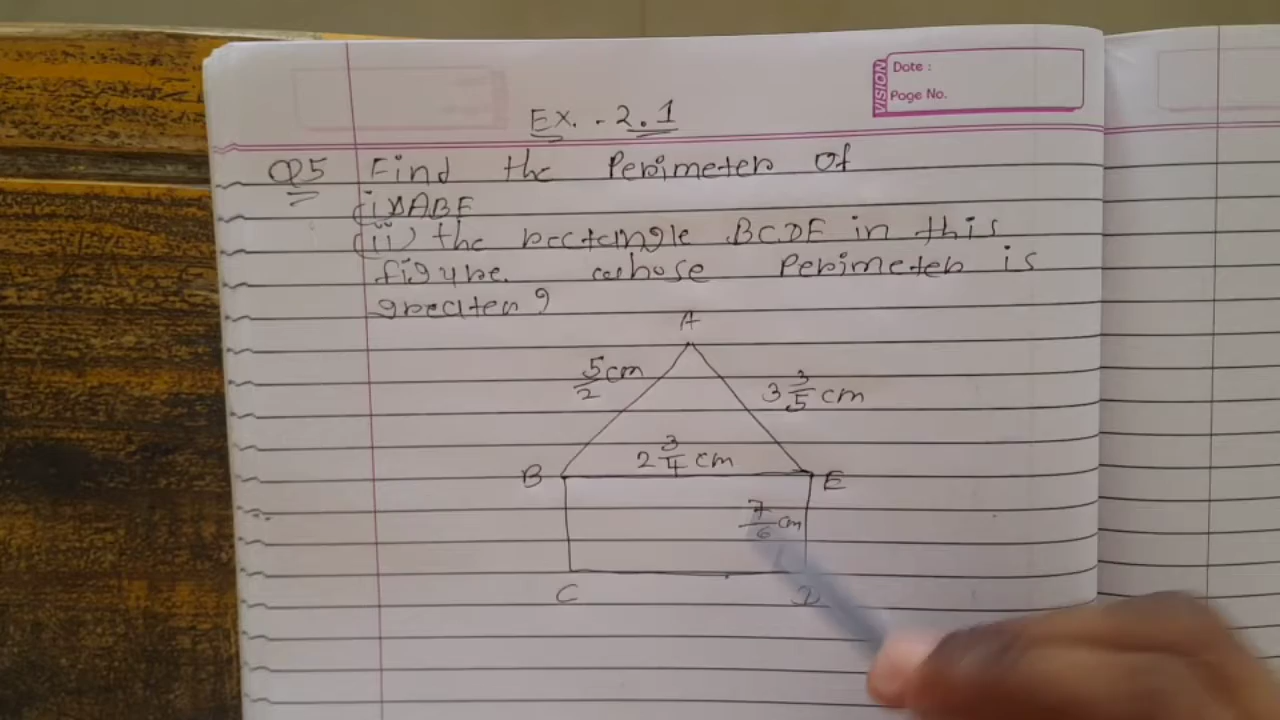 VISION
Date :
Page No.
Ex. - 2.1
Q5 Find the Perimeter of
(i) △ABE
(ii) the rectangle BCDE in this
figure. whose Perimeter is
greater ?
A
5/2 cm
3 3/5 cm
2 3/4 cm
B
E
7/6 cm
C
D